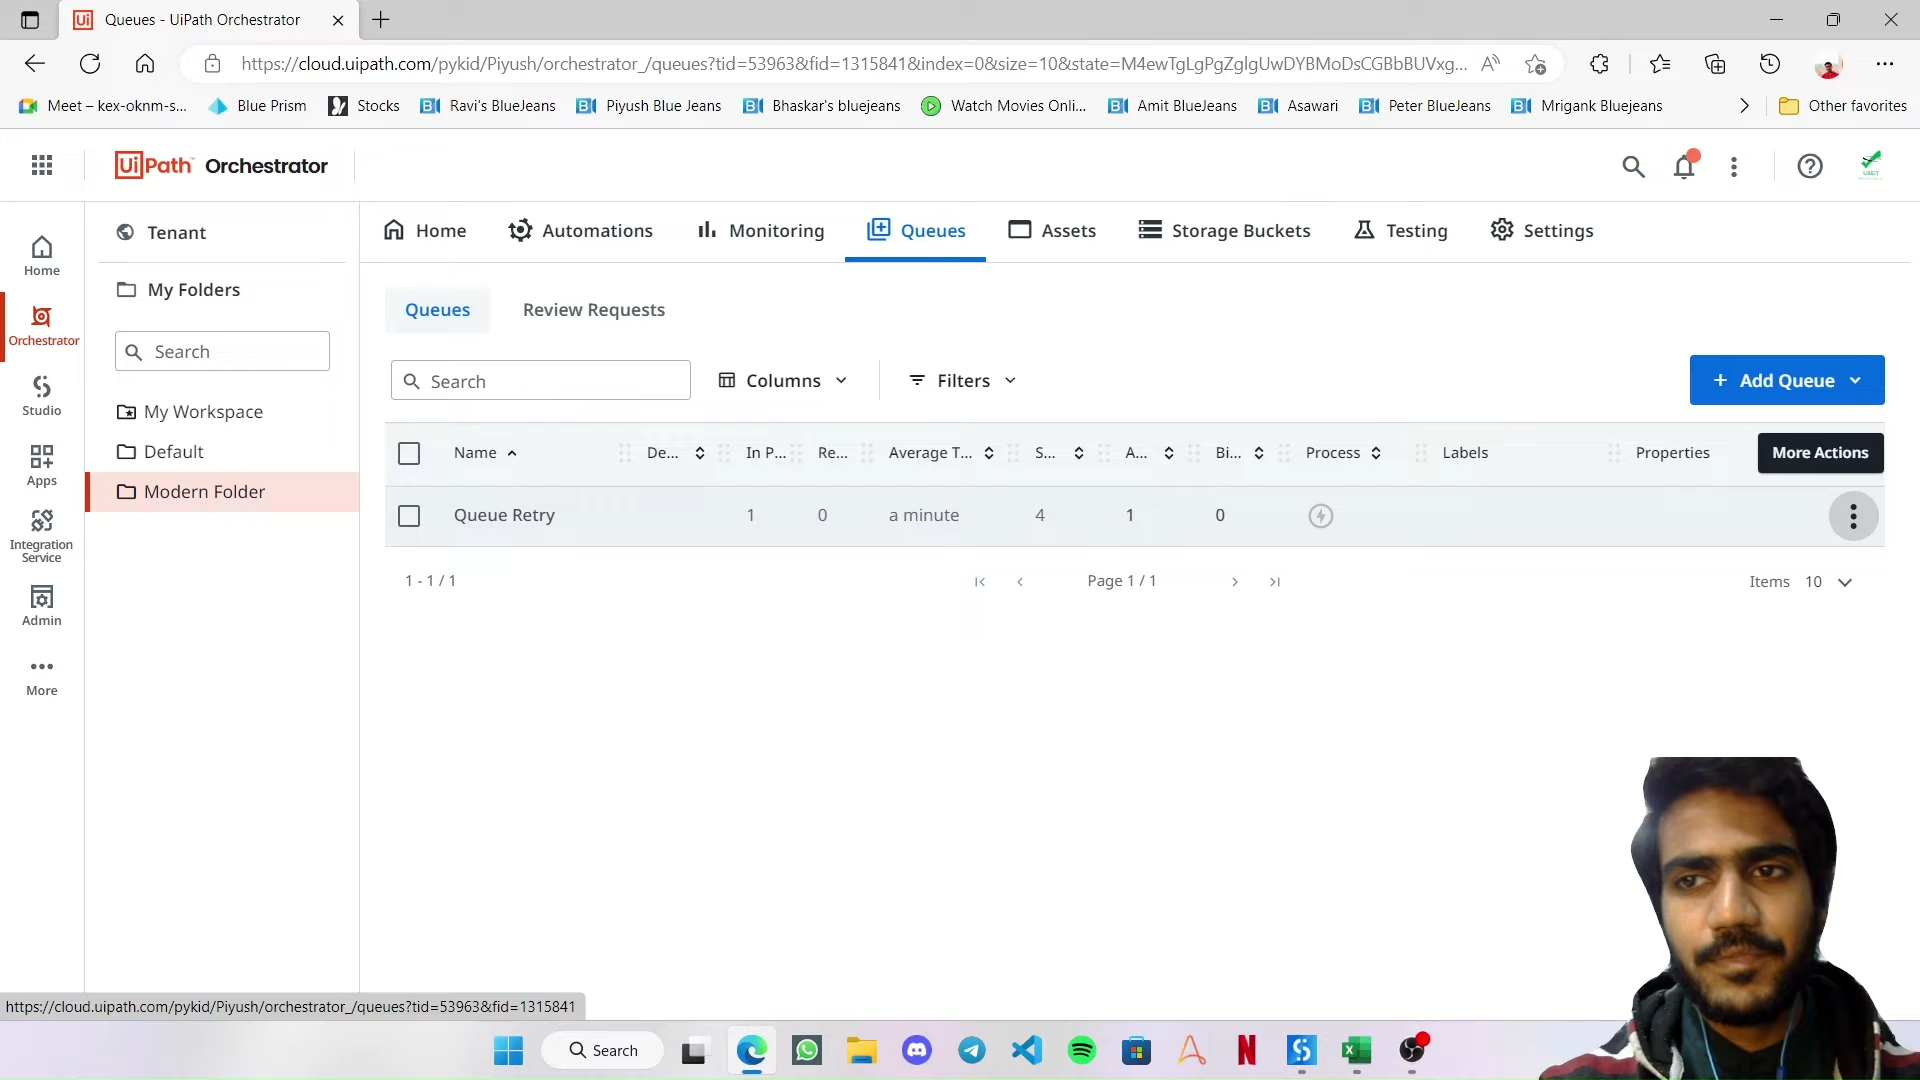 Queues - UiPath Orchestrator
https://cloud.uipath.com/pykid/Piyush/orchestrator_/queues?tid=53963&fid=1315841&index=0&size=10&state=M4ewTgLgPgZglgUwDYBMoDsCGBbBUVxg...
Meet – kex-oknm-s...
Blue Prism
Stocks
Ravi's BlueJeans
Piyush Blue Jeans
Bhaskar's bluejeans
Watch Movies Onli...
Amit BlueJeans
Asawari
Peter BlueJeans
Mrigank Bluejeans
Other favorites
UiPath Orchestrator
Home
Orchestrator
Studio
Apps
Integration
Service
Admin
More
Tenant
My Folders
Search
My Workspace
Default
Modern Folder
Home
Automations
Monitoring
Queues
Assets
Storage Buckets
Testing
Settings
Queues
Review Requests
Search
Columns
Filters
Add Queue
Name De... In P... Re... Average T... S... A... Bi... Process Labels Properties
More Actions
Queue Retry 1 0 a minute 4 1 0
1 - 1 / 1
Page 1 / 1
Items 10
https://cloud.uipath.com/pykid/Piyush/orchestrator_/queues?tid=53963&fid=1315841
Search